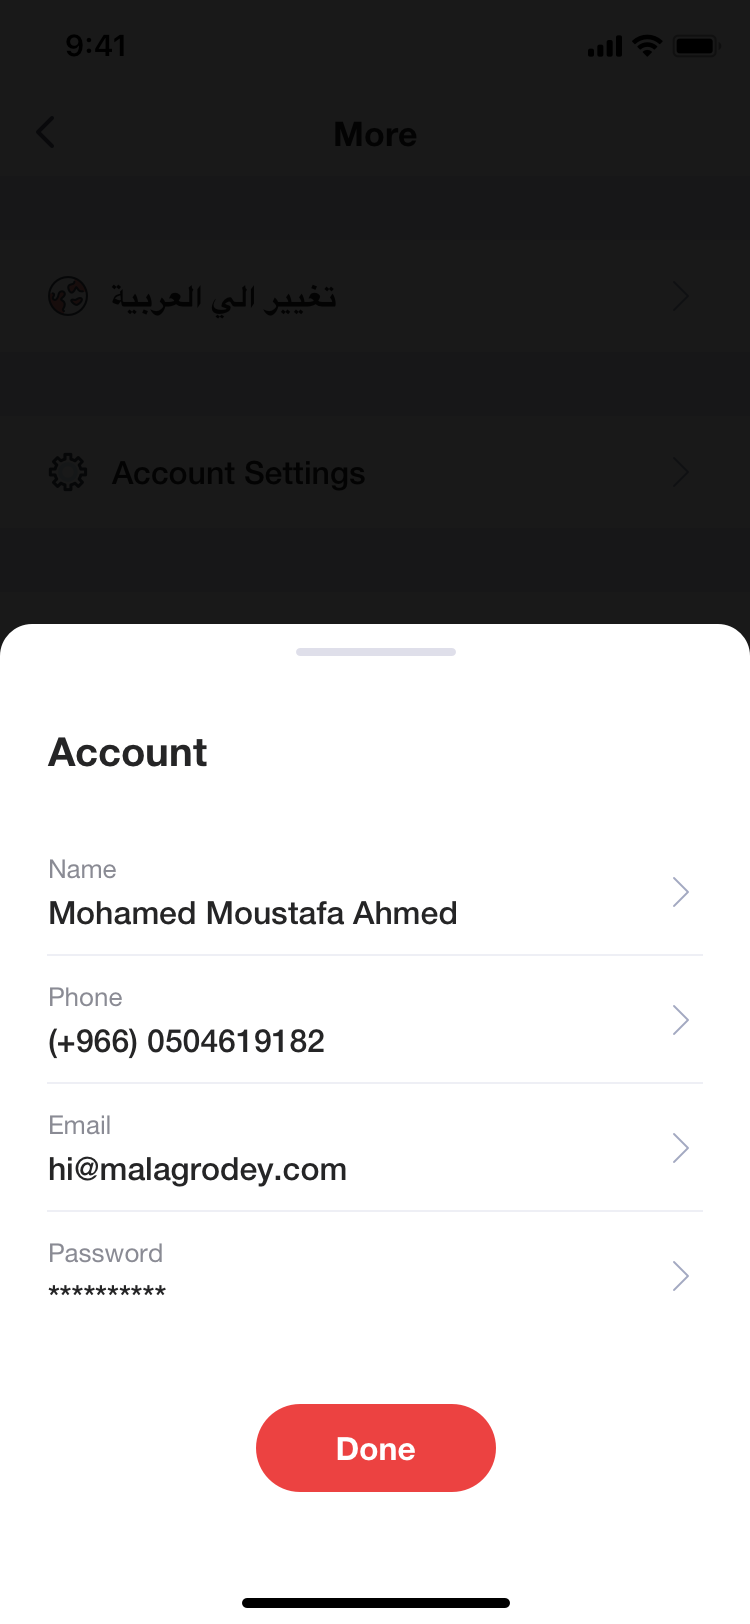 9:41
More
تغيير الي العربية
Account Settings
Account
Name
Mohamed Moustafa Ahmed
Phone
(+966) 0504619182
Email
hi@malagrodey.com
Password
**********
Done